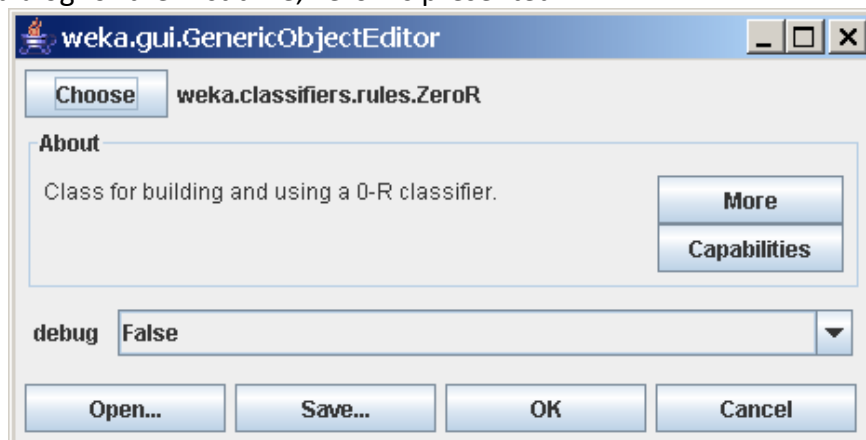 weka.gui.GenericObjectEditor
Choose weka.classifiers.rules.ZeroR
About
Class for building and using a 0-R classifier.
More
Capabilities
debug False
Open... Save... OK Cancel